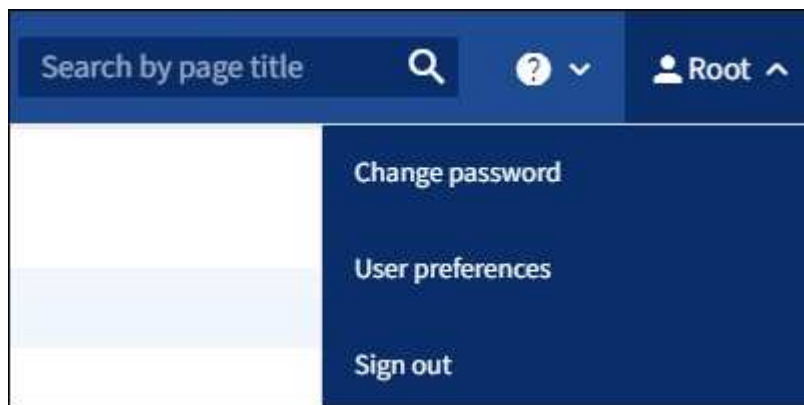 Search by page title
? Root
Change password
User preferences
Sign out